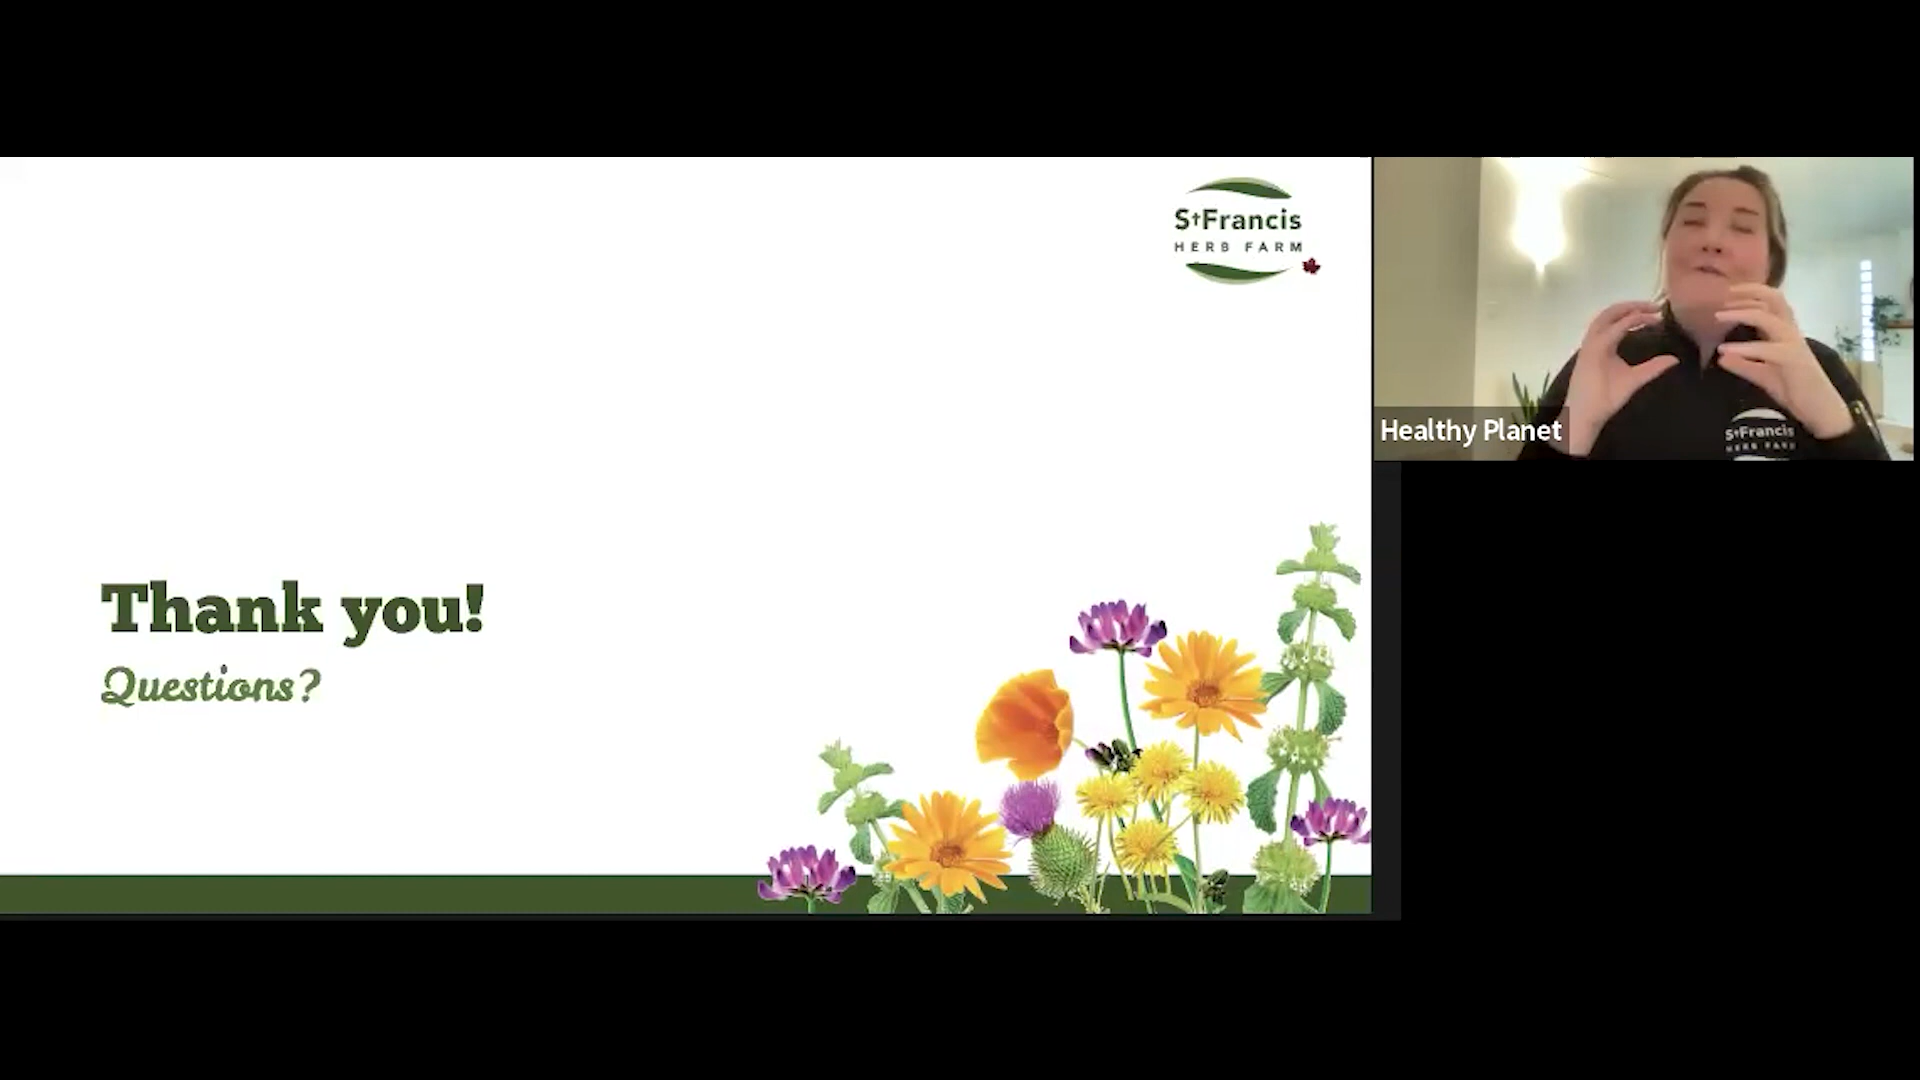 StFrancis
HERB FARM
Thank you!
Questions?
Healthy Planet
StFrancis
HERB FARM